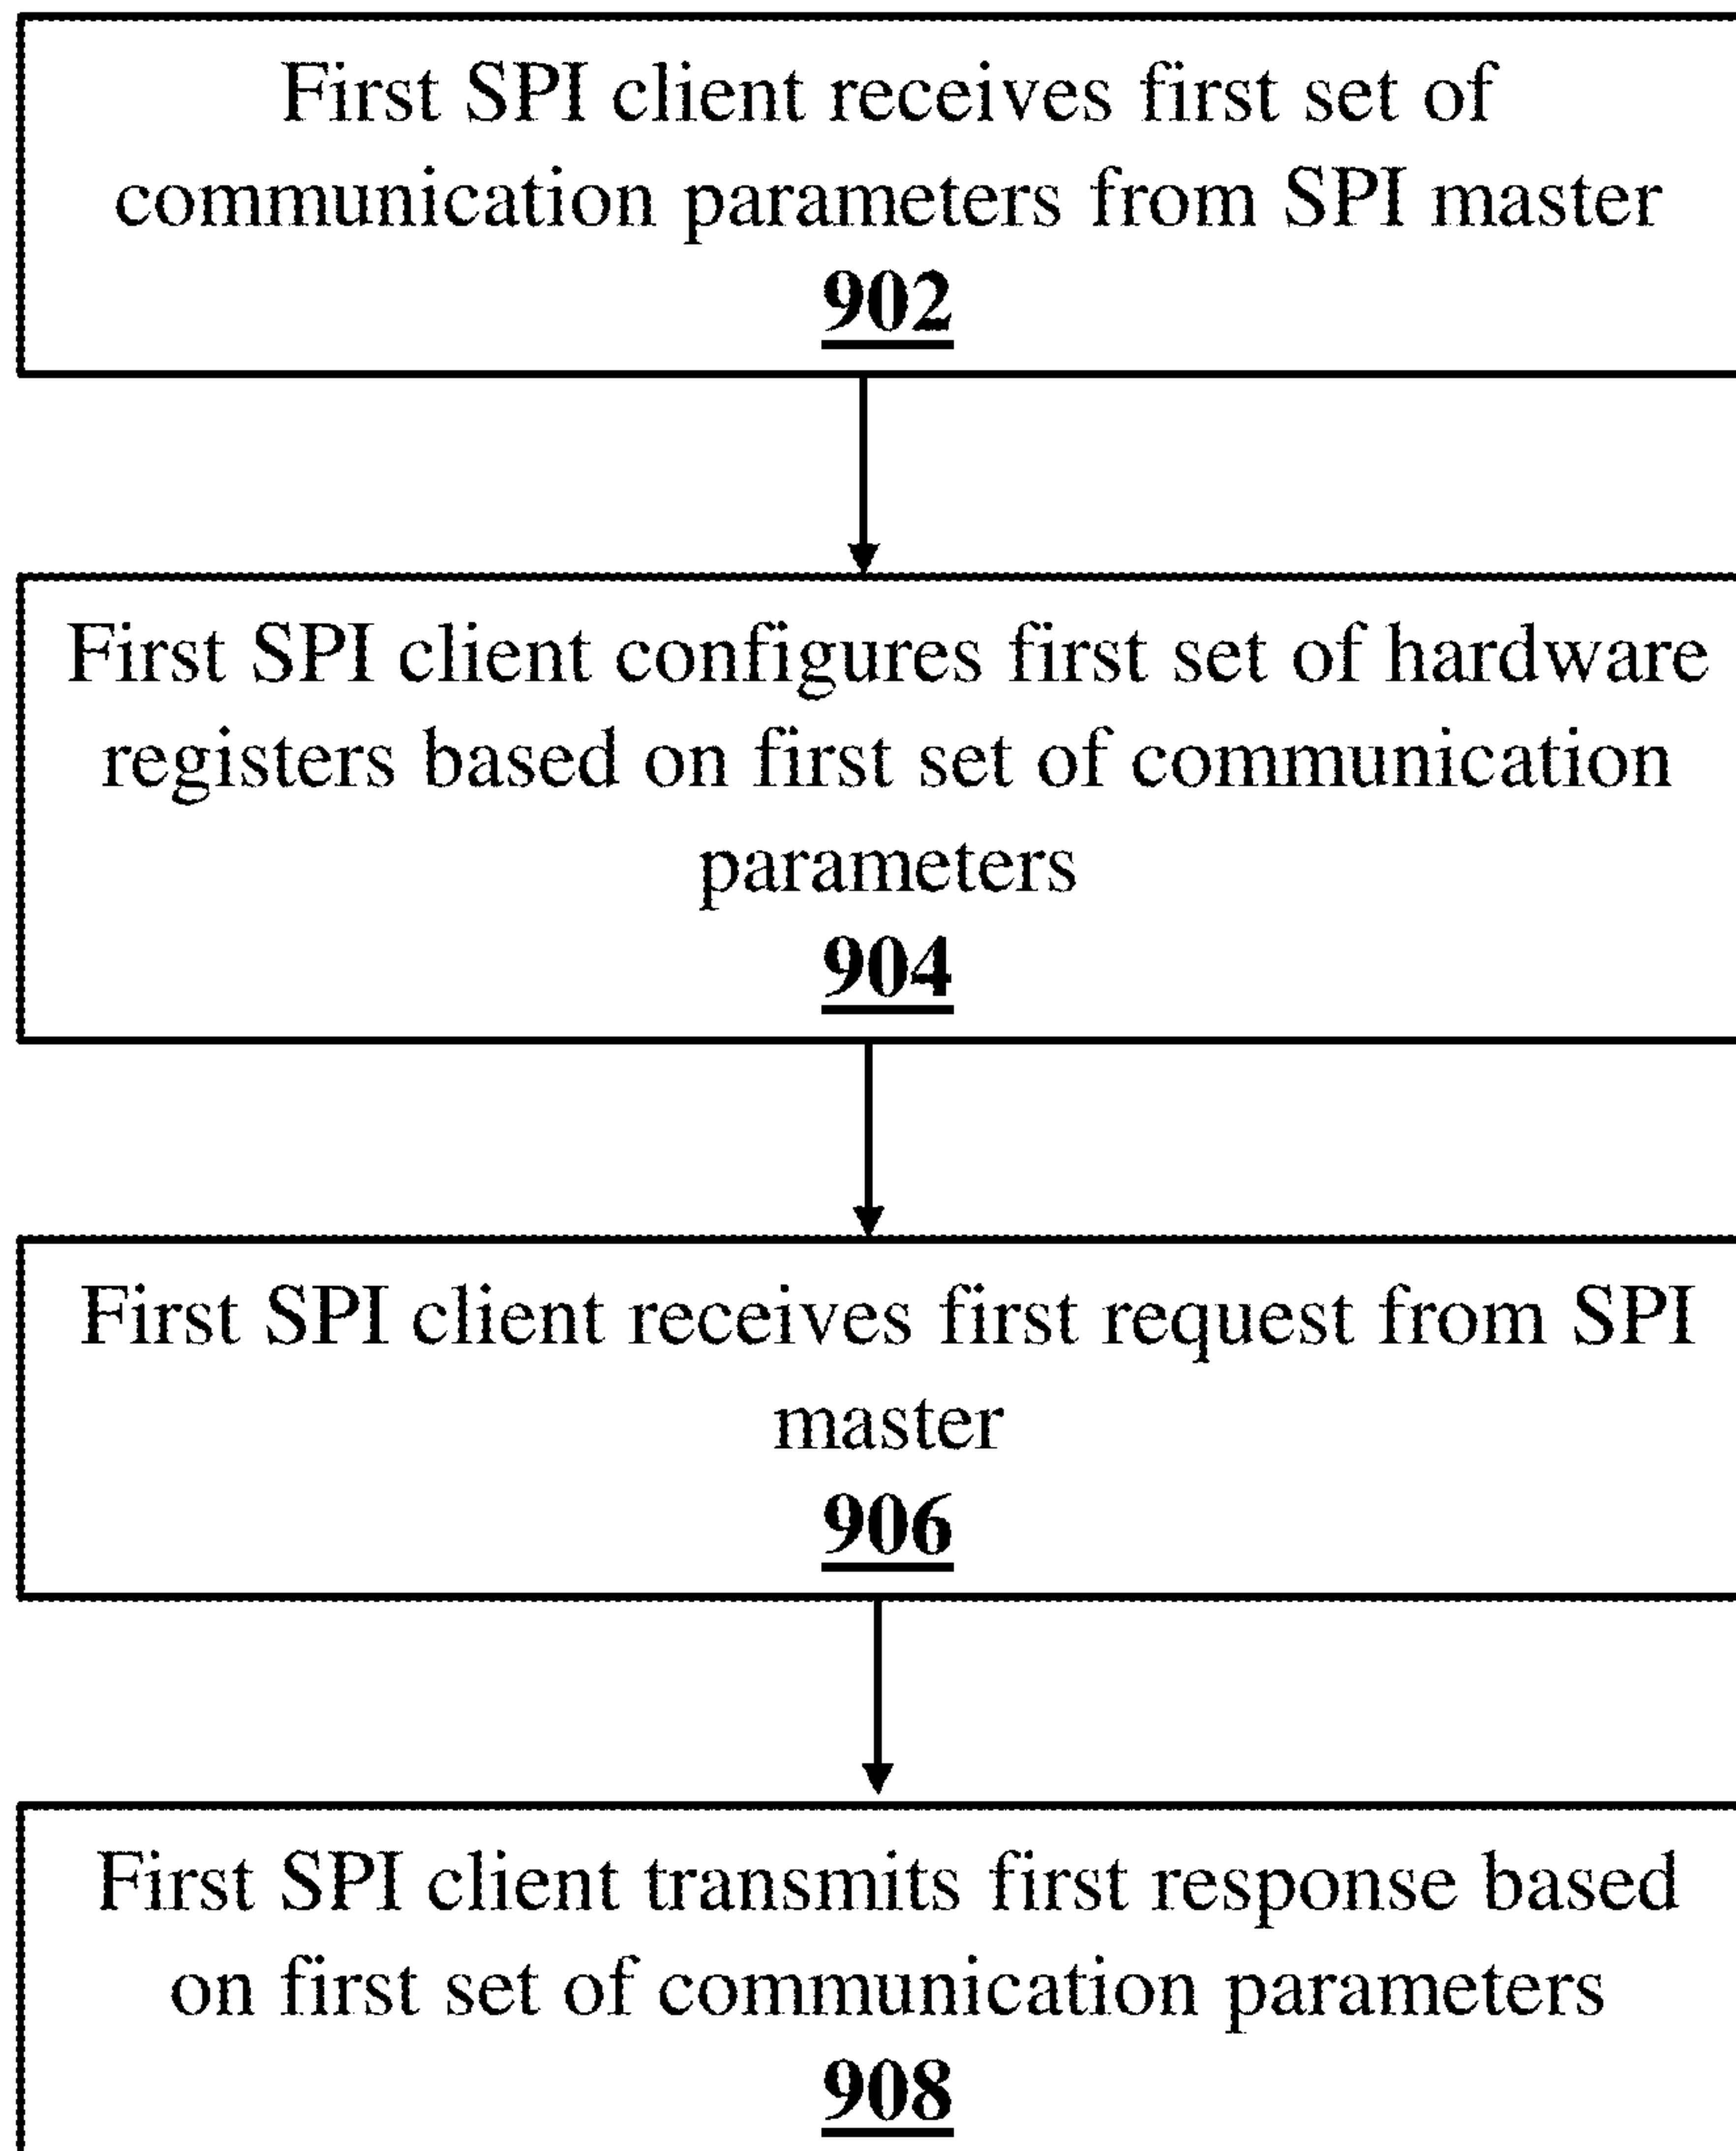 First SPI client receives first set of
communication parameters from SPI master
902
First SPI client configures first set of hardware
registers based on first set of communication
parameters
904
First SPI client receives first request from SPI
master
906
First SPI client transmits first response based
on first set of communication parameters
908